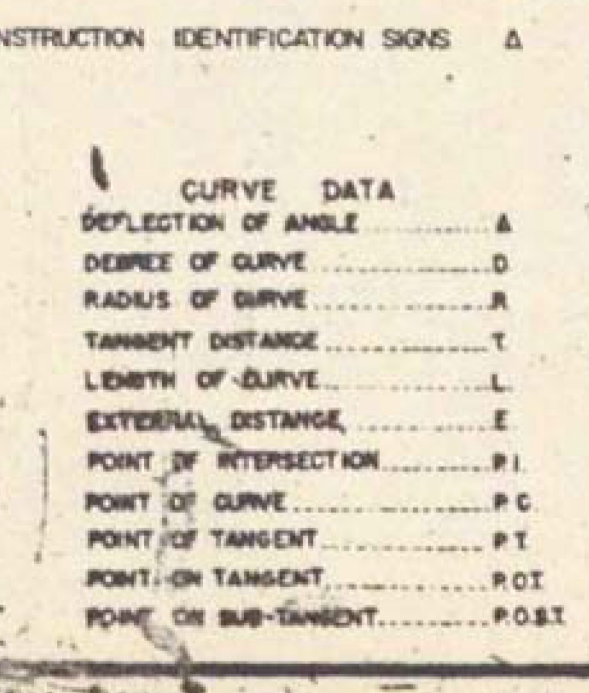 NSTRUCTION IDENTIFICATION SIGNS Δ
CURVE DATA
DEFLECTION OF ANGLE............Δ
DEGREE OF CURVE....................D
RADIUS OF CURVE....................R
TANGENT DISTANCE..................T.
LENGTH OF CURVE....................L.
EXTERNAL DISTANCE................E
POINT OF INTERSECTION............P.I.
POINT OF CURVE......................P.C.
POINT OF TANGENT..................P.T.
POINT ON TANGENT..................P.O.T.
POINT ON SUB-TANGENT............P.O.S.T.